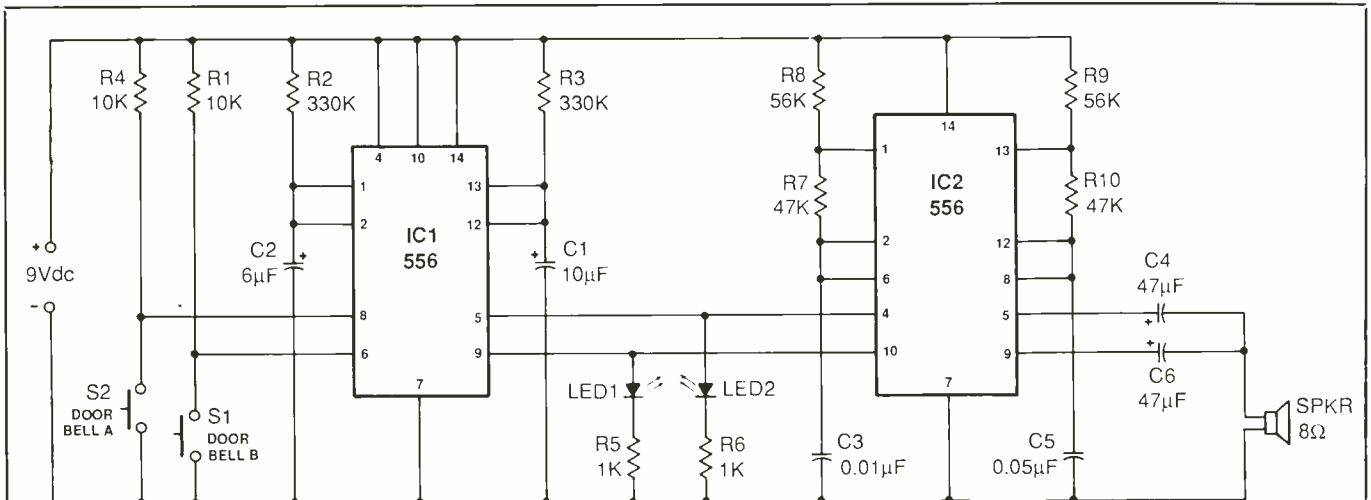 R4
10K
R1
10K
R2
330K
R3
330K
R8
56K
R9
56K
4 10 14
14
1
13
1
13
2
12
IC1
556
IC2
556
R7
47K
R10
47K
2
12
6
8
C2
+
6µF
+
C1
10µF
+
9Vdc
-
C4
47µF
+
8
5
4
5
6
9
10
9
+
C6
47µF
7
7
S2
DOOR
BELL A
S1
DOOR
BELL B
LED1
LED2
R5
1K
R6
1K
C3
0.01µF
C5
0.05µF
SPKR
8Ω